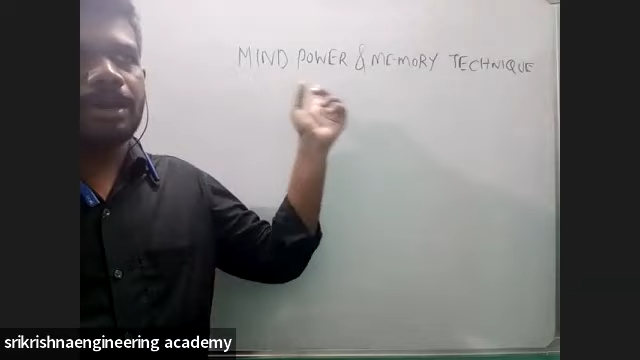 MIND POWER & MEMORY TECHNIQUE
srikrishnaengineering academy